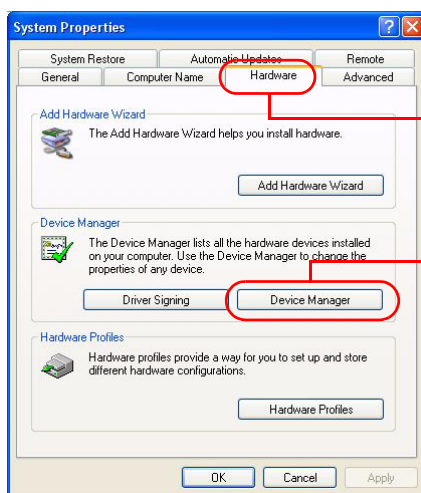 System Properties
System Restore Automatic Updates Remote
General Computer Name Hardware Advanced
Add Hardware Wizard
The Add Hardware Wizard helps you install hardware.
Add Hardware Wizard
Device Manager
The Device Manager lists all the hardware devices installed
on your computer. Use the Device Manager to change the
properties of any device.
Driver Signing Device Manager
Hardware Profiles
Hardware profiles provide a way for you to set up and store
different hardware configurations.
Hardware Profiles
OK Cancel Apply